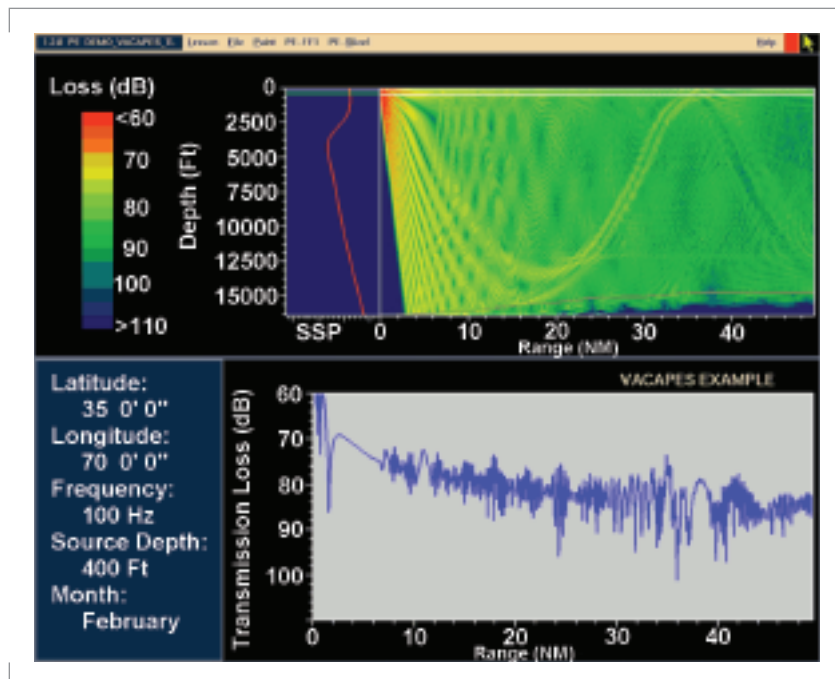 Lesson File Point PE-TF1
Help
Loss (dB)
<60
70
80
90
100
>110
Depth (Ft)
0
2500
5000
7500
10000
12500
15000
SSP
0 10 20 30 40
Range (NM)
Latitude:
35 0' 0"
Longitude:
70 0' 0"
Frequency:
100 Hz
Source Depth:
400 Ft
Month:
February
VACAPES EXAMPLE
Transmission Loss (dB)
60
70
80
90
100
0 10 20 30 40
Range (NM)